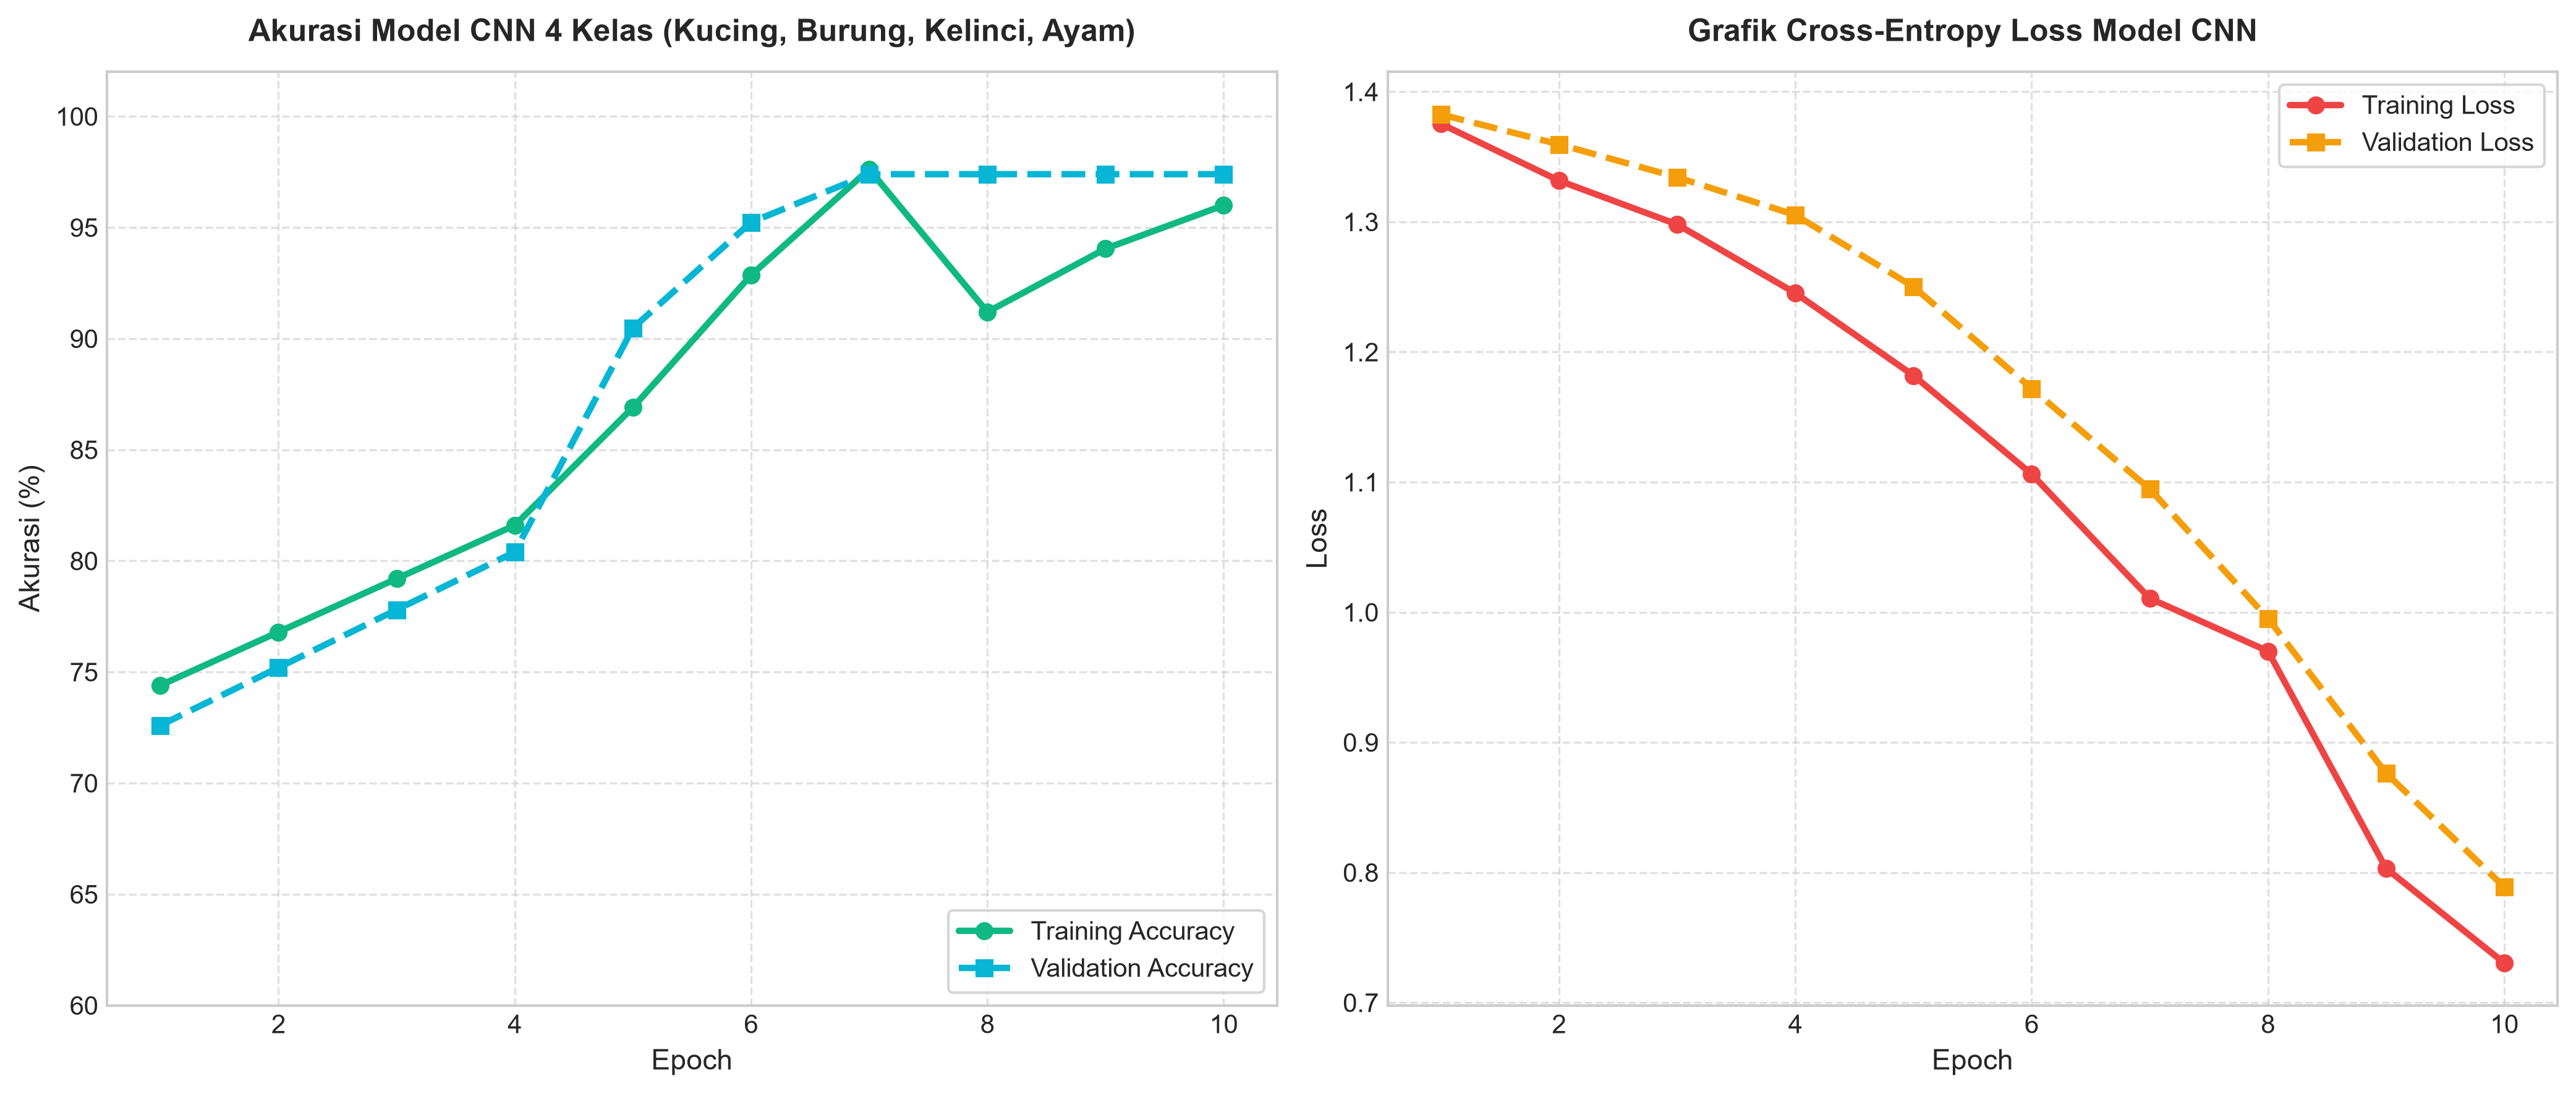 Akurasi Model CNN 4 Kelas (Kucing, Burung, Kelinci, Ayam)
Akurasi (%)
100
95
90
85
80
75
70
65
60
2 4 6 8 10
Epoch
Training Accuracy
Validation Accuracy
Grafik Cross-Entropy Loss Model CNN
Loss
1.4
1.3
1.2
1.1
1.0
0.9
0.8
0.7
2 4 6 8 10
Epoch
Training Loss
Validation Loss